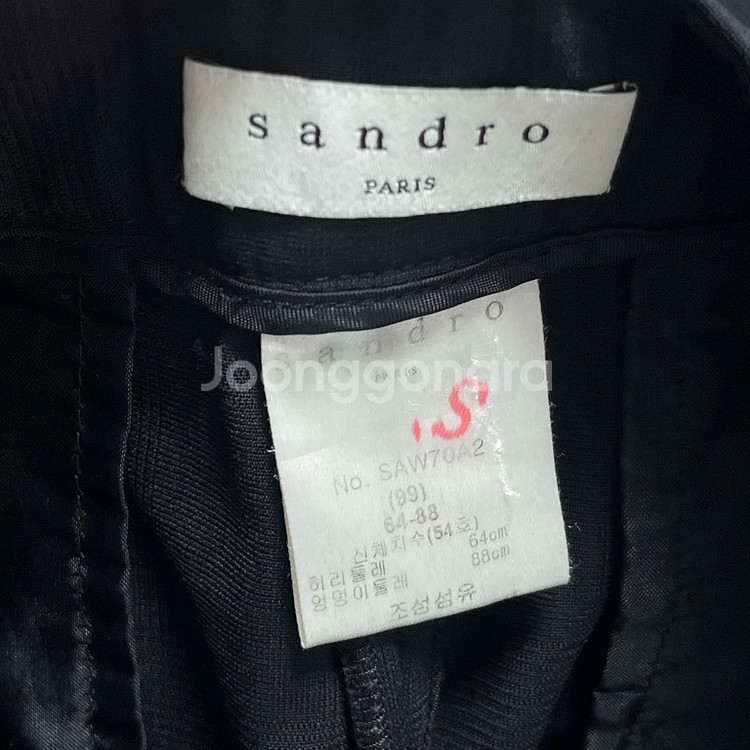 sandro
PARIS
sandro
PARIS
Joonggonara
.S
No. SAW70A2
(99)
64-88
신체치수(54호)
허리둘레 64cm
엉덩이둘레 88cm
조성섬유